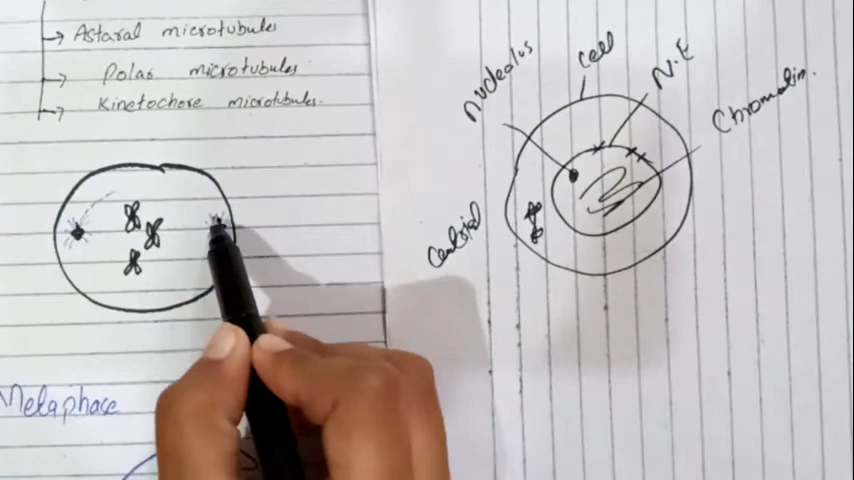 Astaral microtubules
Polar microtubules
Kinetochore microtubules.
nucleolus
cell
N.E
Chromatin.
Centriol
Metaphase